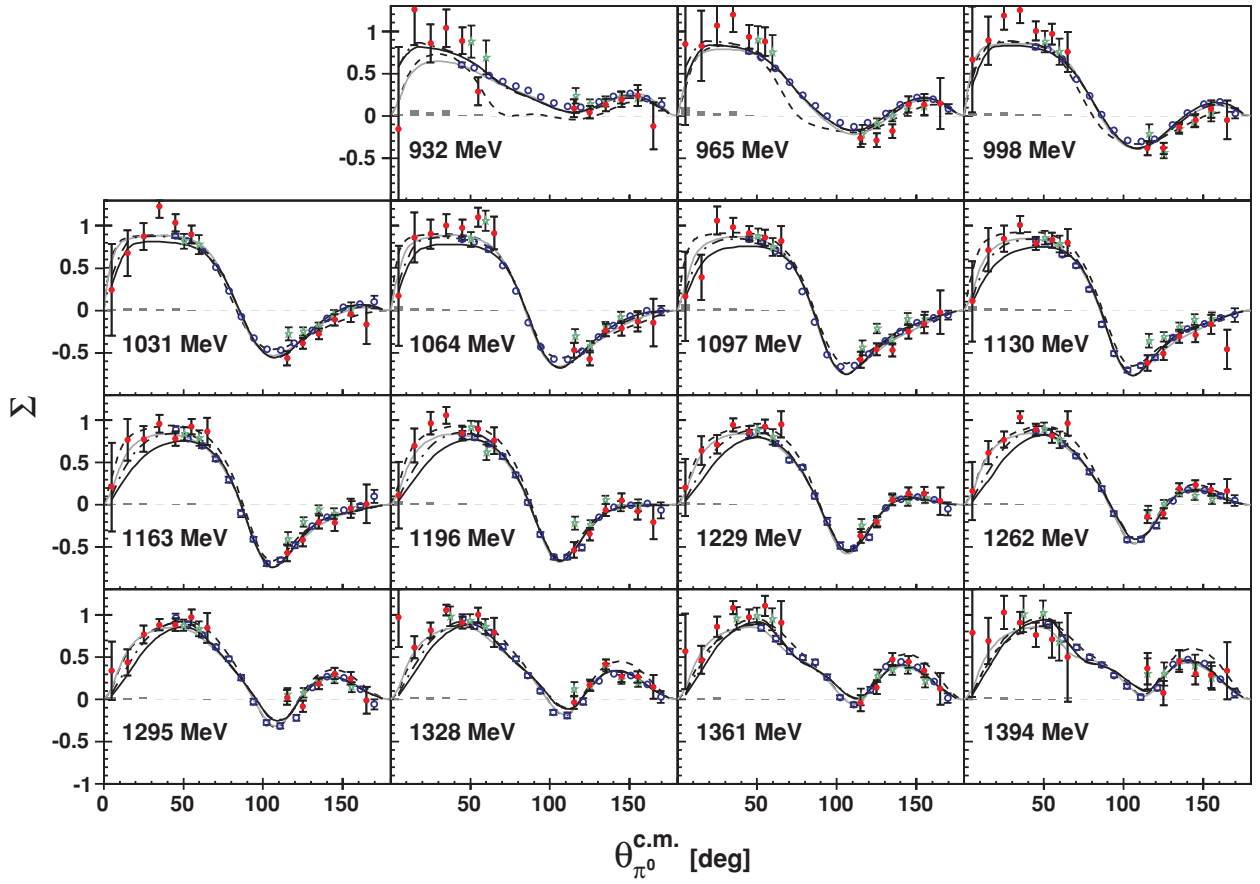 1
0.5
0
-0.5
932 MeV
965 MeV
998 MeV
1
0.5
0
-0.5
1031 MeV
1064 MeV
1097 MeV
1130 MeV
Σ
1
0.5
0
-0.5
1163 MeV
1196 MeV
1229 MeV
1262 MeV
1
0.5
0
-0.5
-1
1295 MeV
1328 MeV
1361 MeV
1394 MeV
0 50 100 150 50 100 150 50 100 150 50 100 150
θ c.m. π0 [deg]